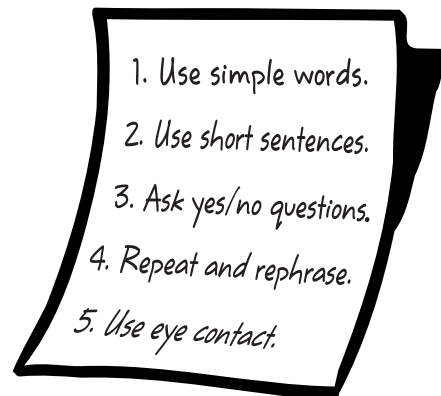 1. Use simple words.
2. Use short sentences.
3. Ask yes/no questions.
4. Repeat and rephrase.
5. Use eye contact.